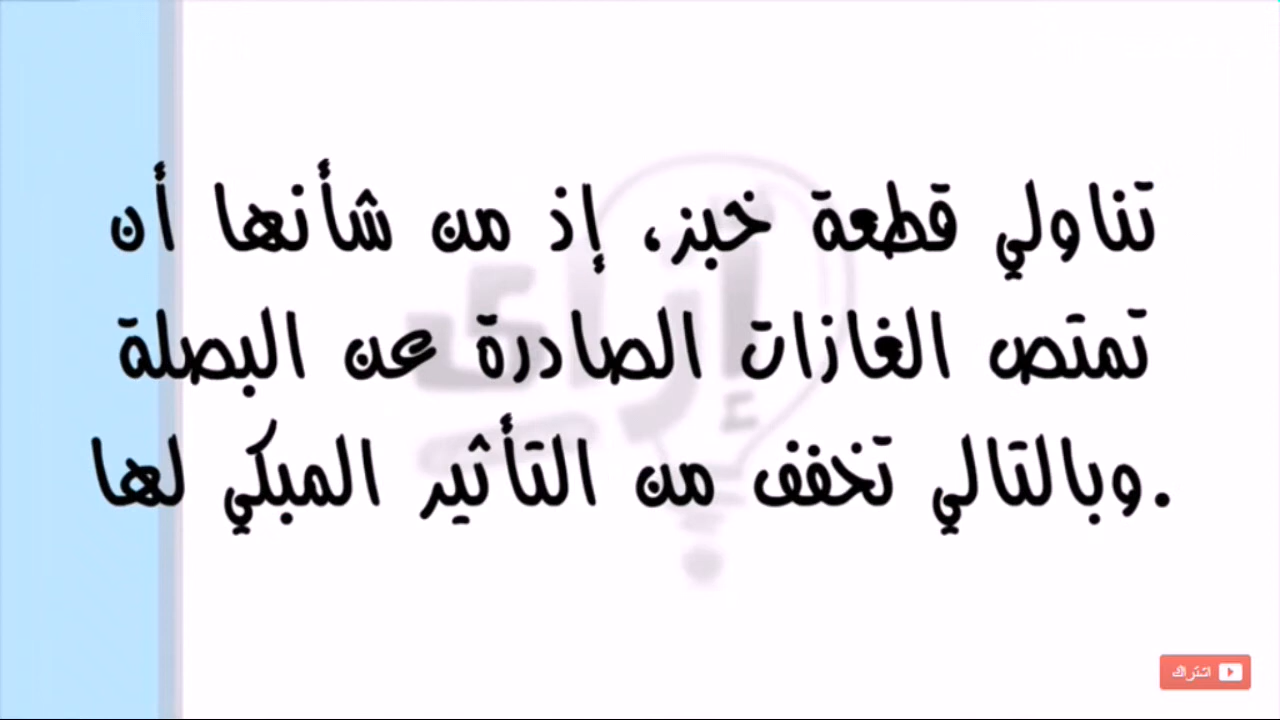 تناولي قطعة خبز، إذ من شأنها أن
تمتص الغازات الصادرة عن البصلة
وبالتالي تخفف من التأثير المبكي لها.
إزاى
اشتراك